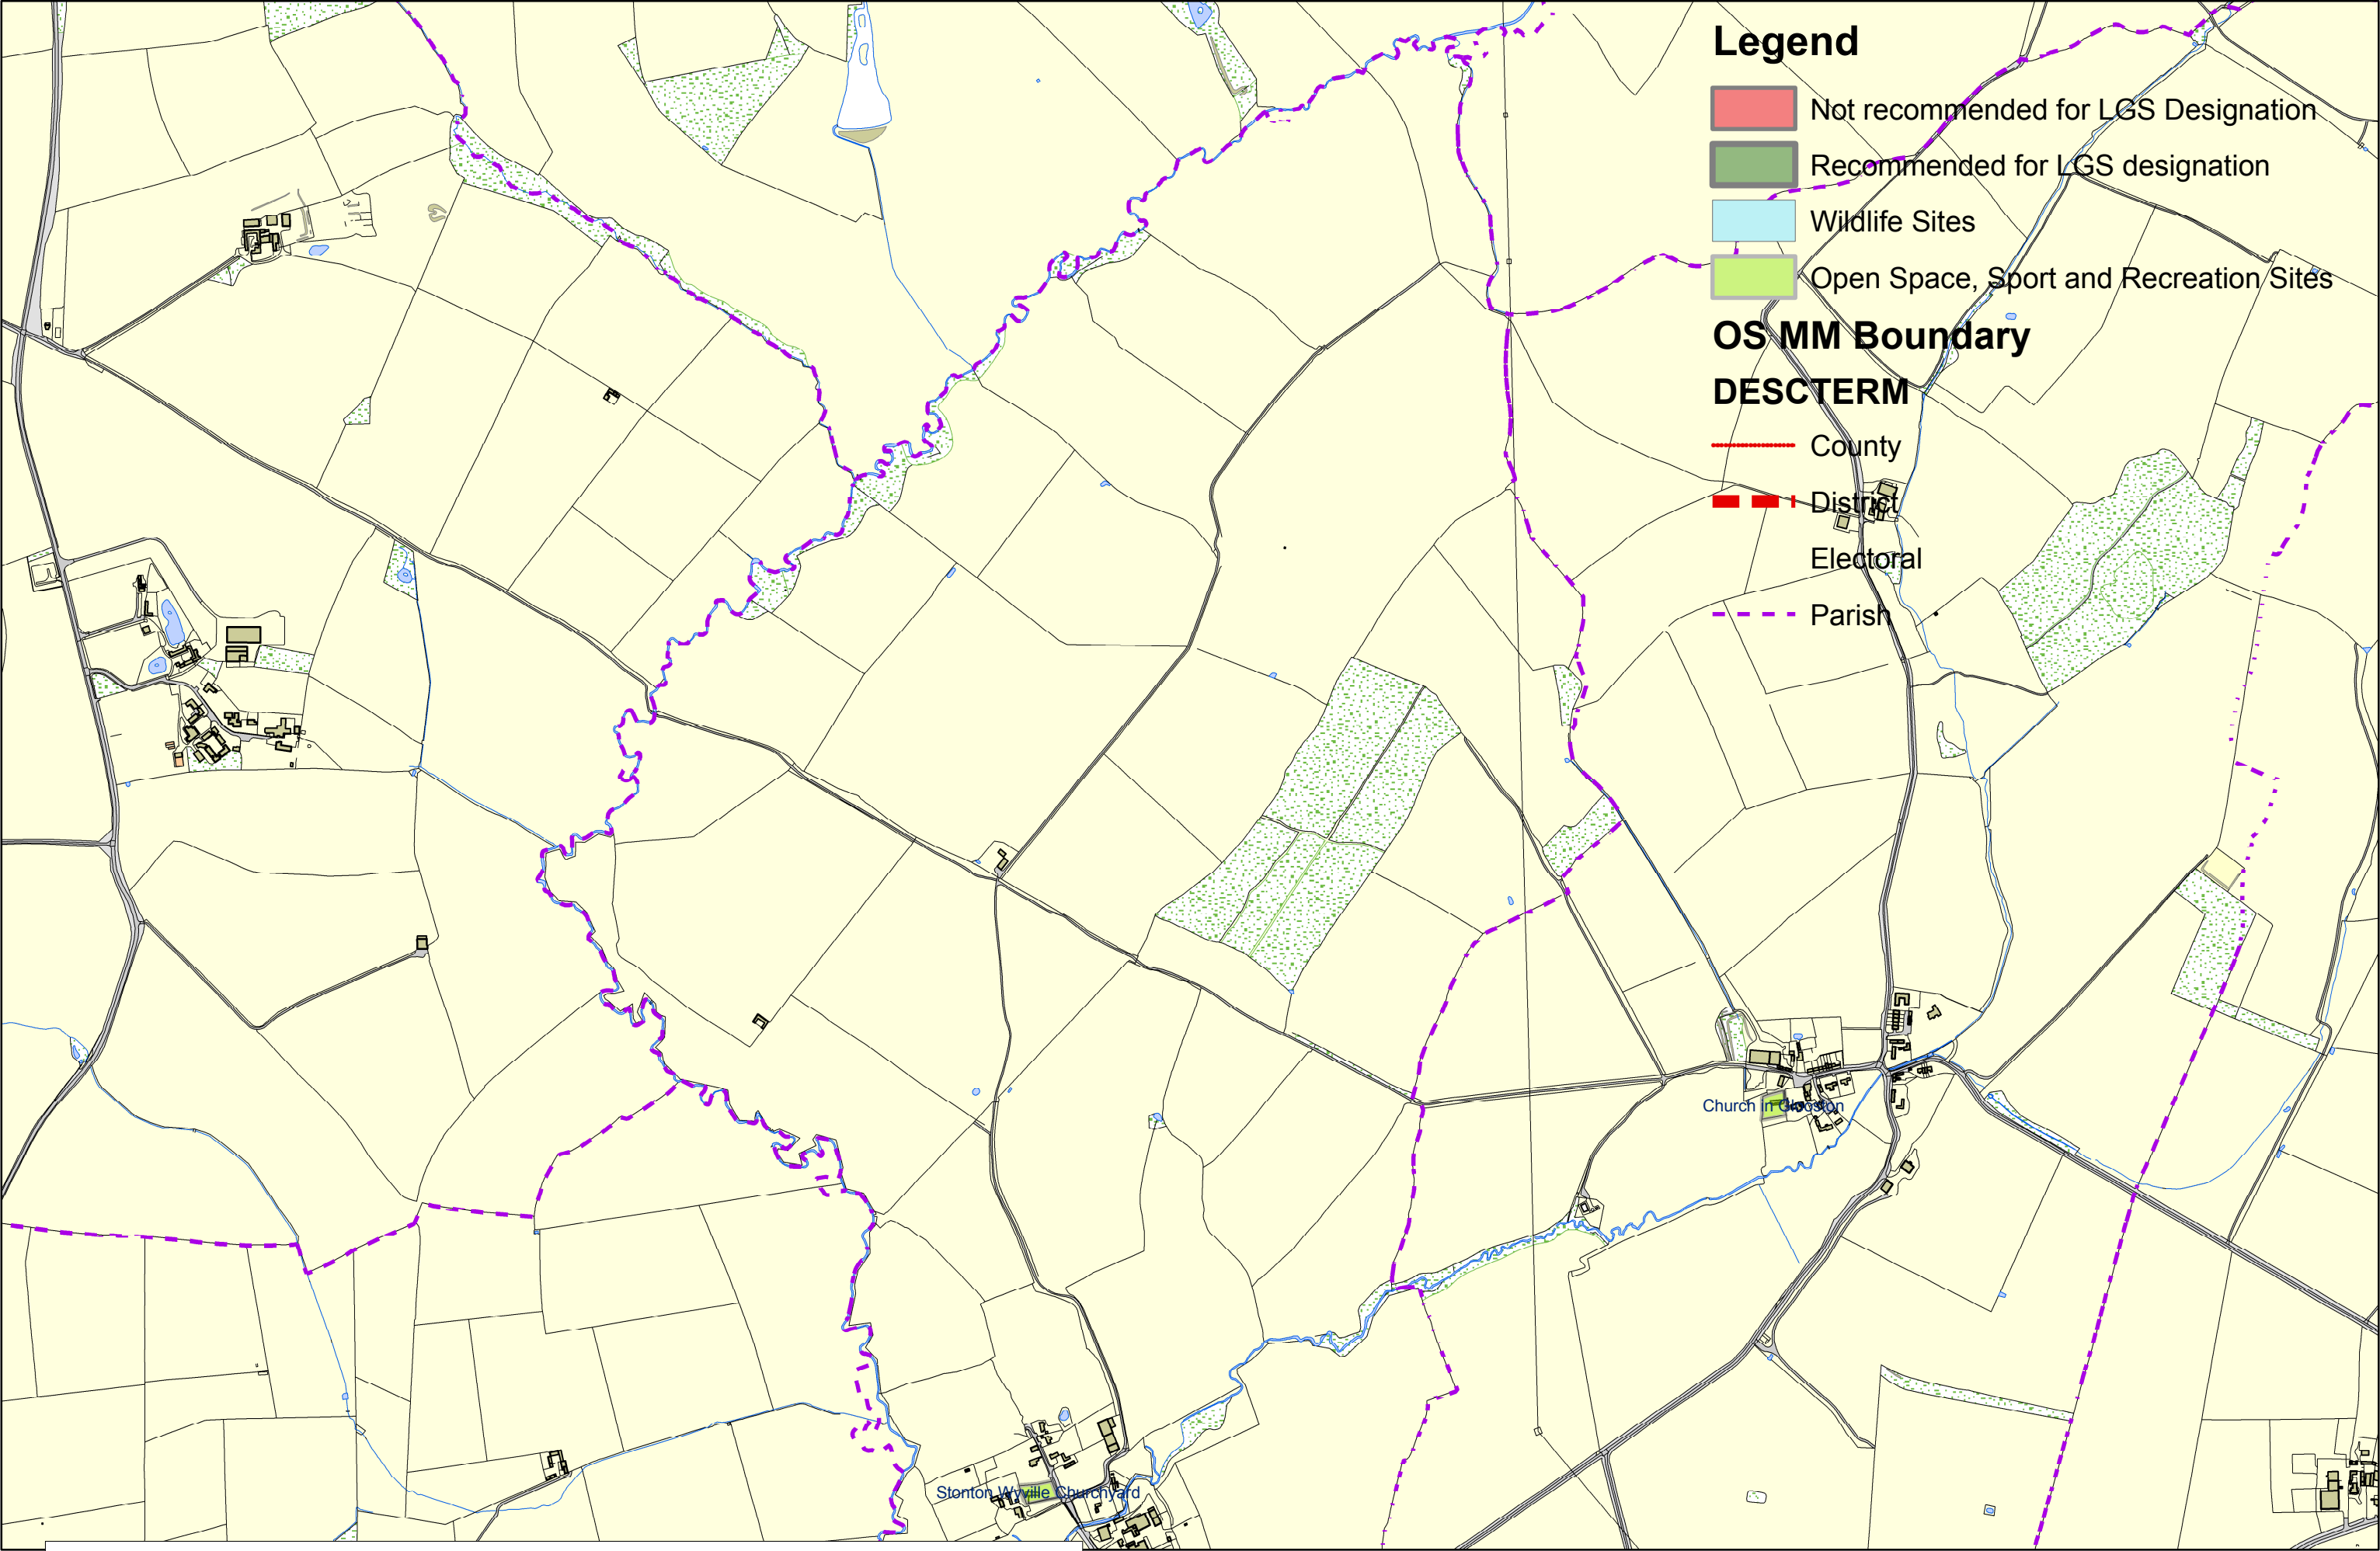 Legend
Not recommended for LGS Designation
Recommended for LGS designation
Wildlife Sites
Open Space, Sport and Recreation Sites
OS MM Boundary
DESCTERM
County
District
Electoral
Parish
Church in Glooston
Stonton Wyville Churchyard